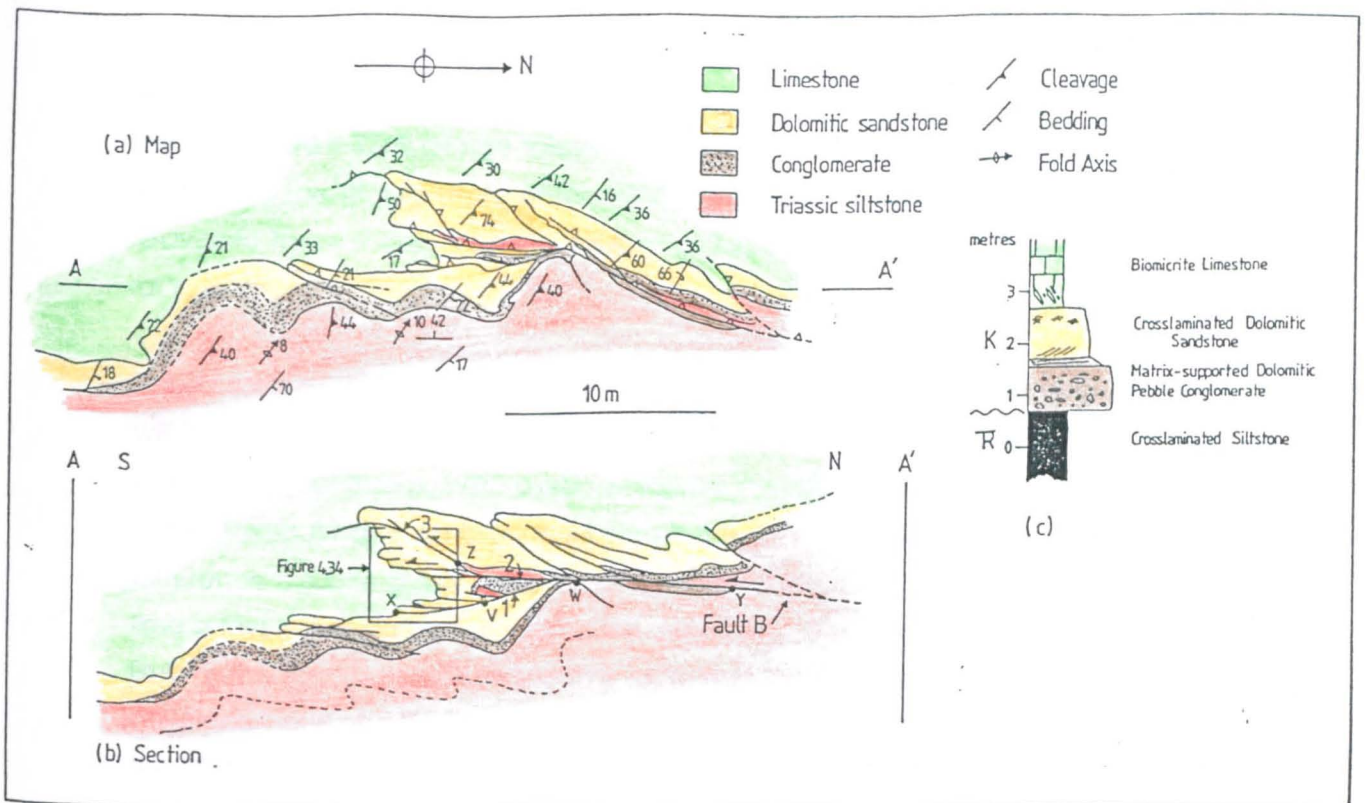 N
(a) Map
Limestone
Dolomitic sandstone
Conglomerate
Triassic siltstone
Cleavage
Bedding
Fold Axis
A
A'
32
30
42
16
36
50
74
21
33
17
36
21
44
60
66
22
44
10
42
40
18
40
8
70
17
10 m
metres
3
K 2
1
T̅R̅ 0
Biomicrite Limestone
Crosslaminated Dolomitic
Sandstone
Matrix-supported Dolomitic
Pebble Conglomerate
Crosslaminated Siltstone
(c)
A S
N A'
Figure 4.34
3
Z
2
X
V
1
W
Y
Fault B
(b) Section